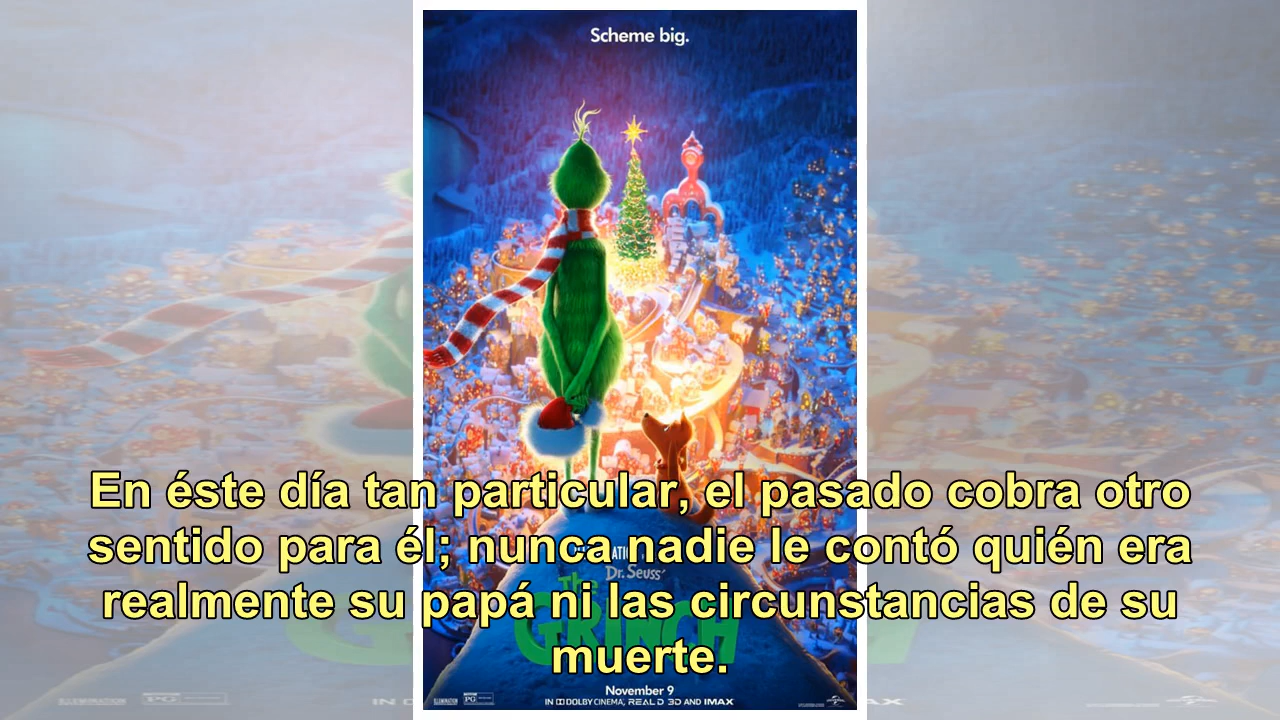 Scheme big.
En éste día tan particular, el pasado cobra otro
sentido para él; nunca nadie le contó quién era
Dr. Seuss'
The
realmente su papá ni las circunstancias de su
GRINCH
muerte.
November 9
IN DOLBY CINEMA, REAL D 3D AND IMAX